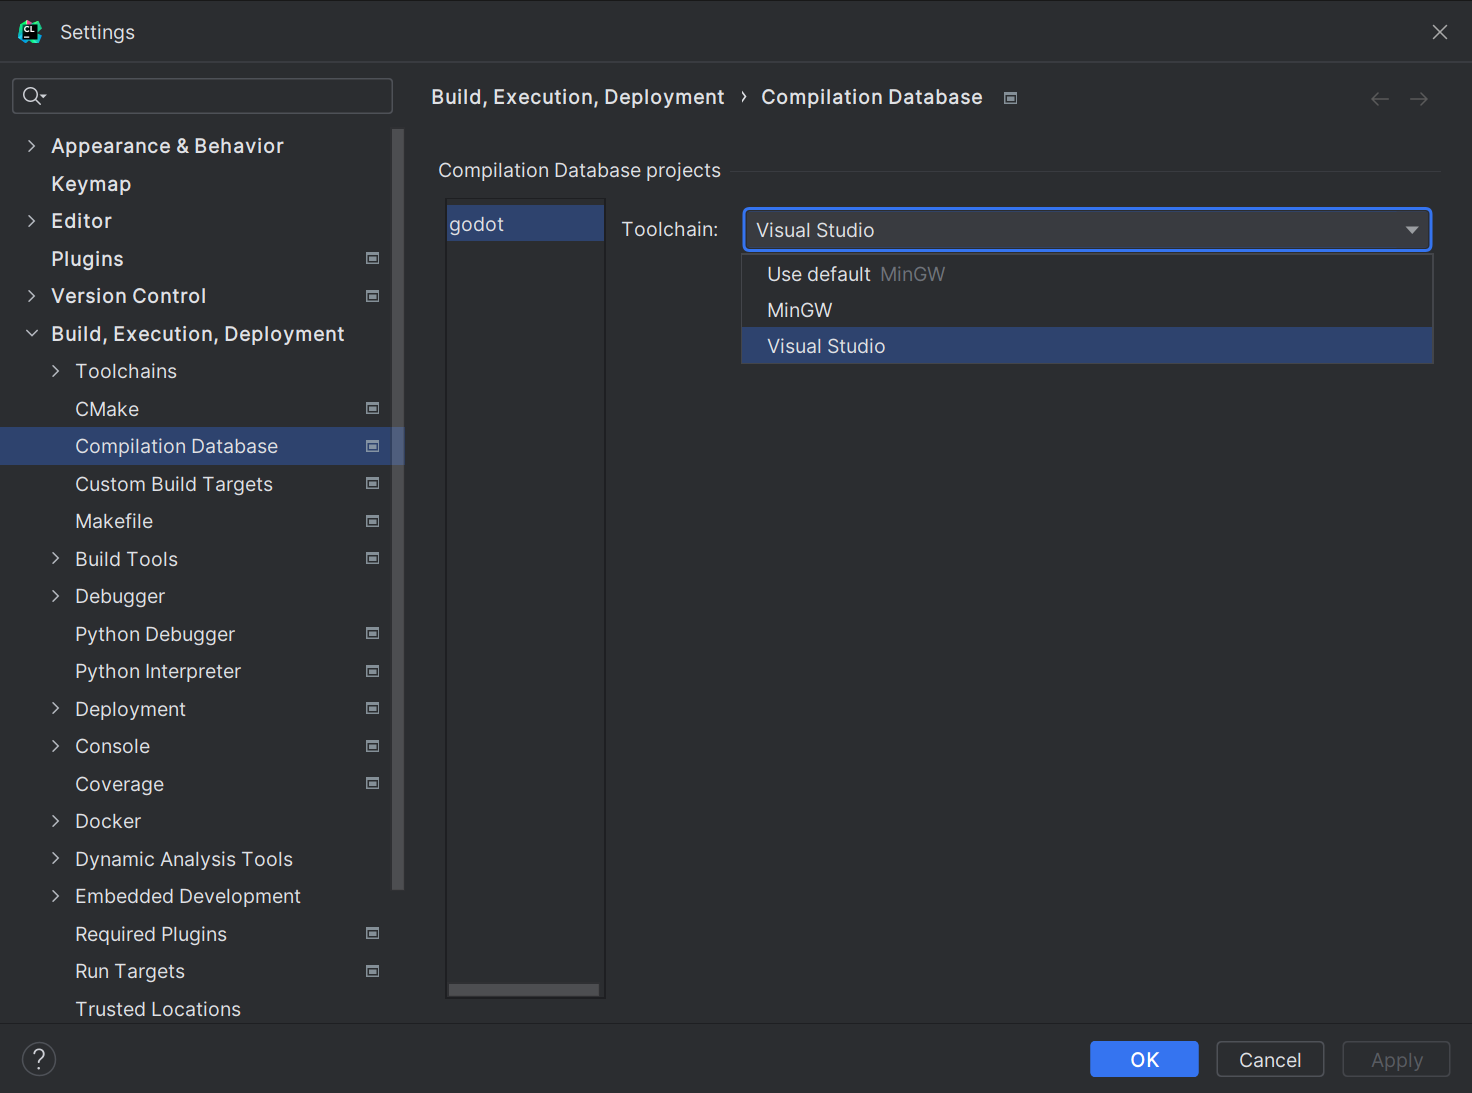 CL
Settings
Build, Execution, Deployment › Compilation Database
Appearance & Behavior
Keymap
Editor
Plugins
Version Control
Build, Execution, Deployment
Toolchains
CMake
Compilation Database
Custom Build Targets
Makefile
Build Tools
Debugger
Python Debugger
Python Interpreter
Deployment
Console
Coverage
Docker
Dynamic Analysis Tools
Embedded Development
Required Plugins
Run Targets
Trusted Locations
Compilation Database projects
godot
Toolchain: Visual Studio
Use default MinGW
MinGW
Visual Studio
? OK Cancel Apply